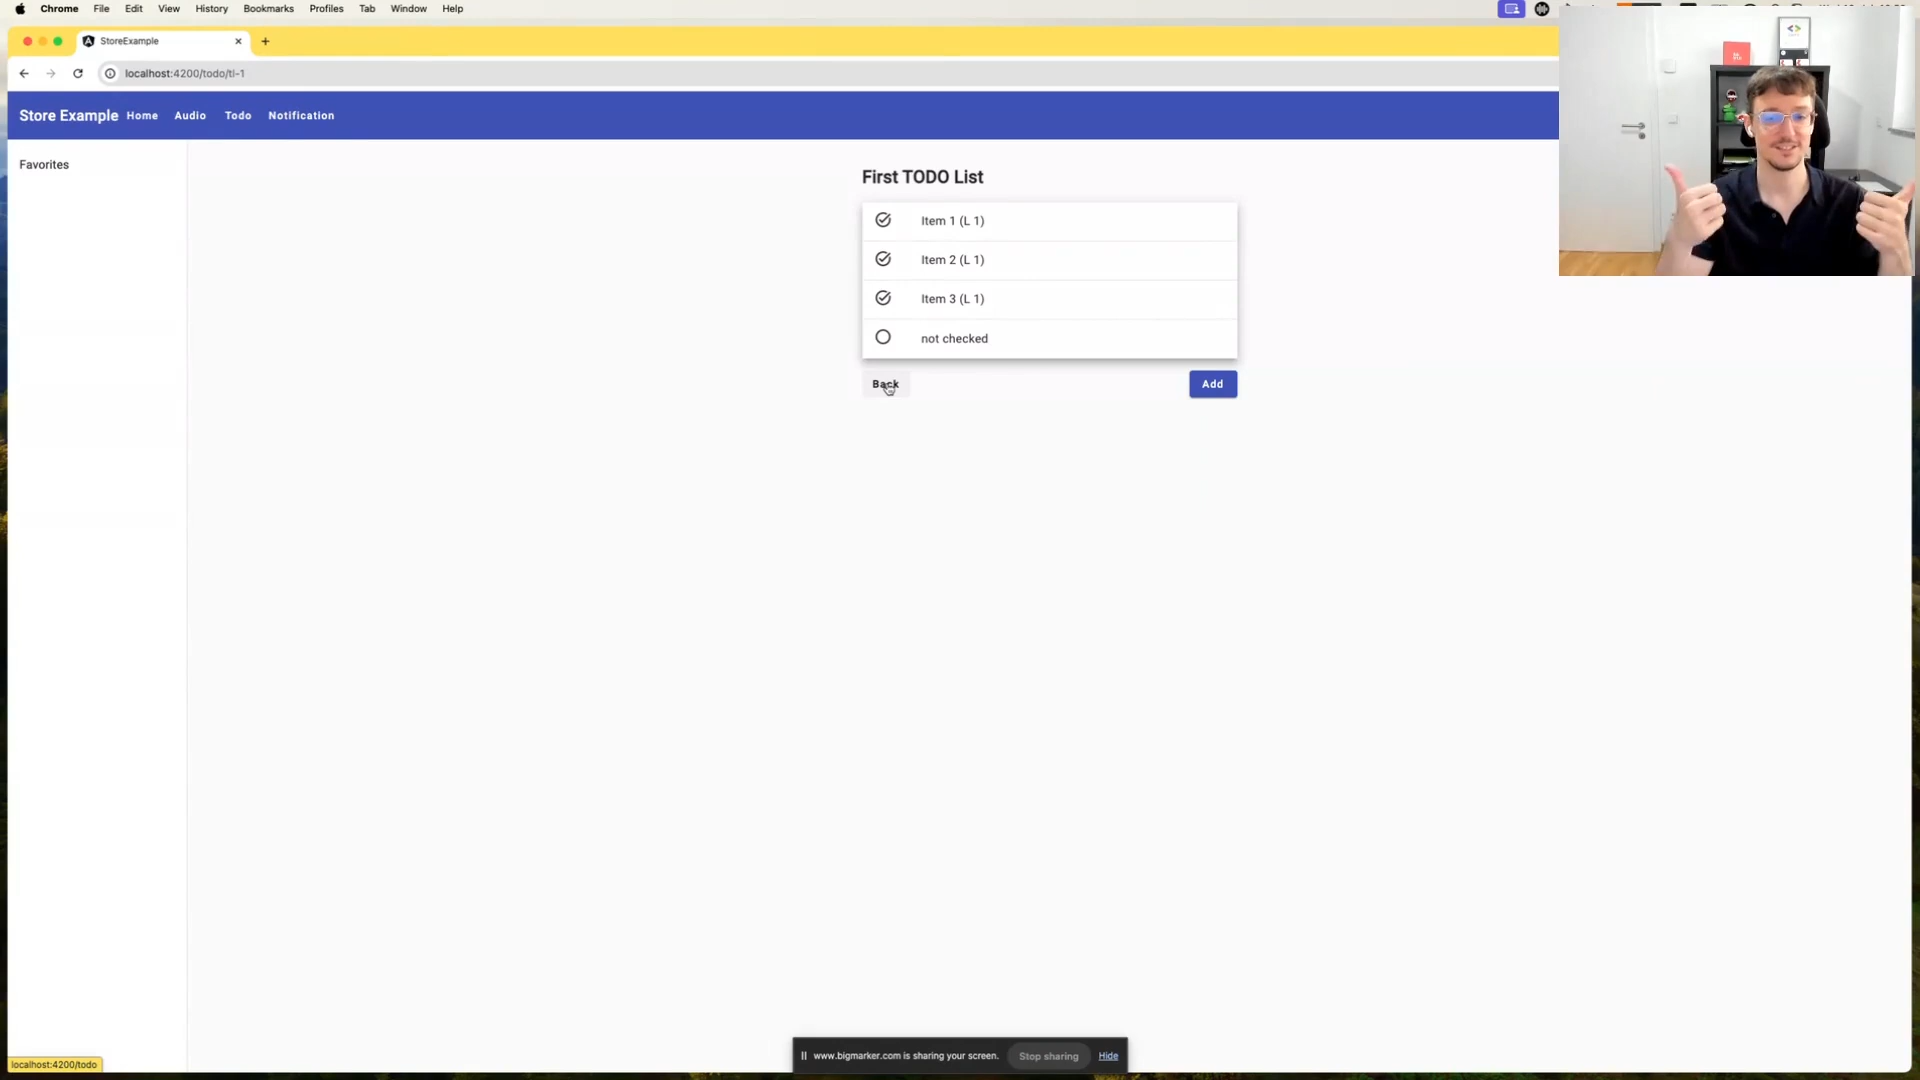 Chrome File Edit View History Bookmarks Profiles Tab Window Help
StoreExample
localhost:4200/todo/tl-1
Store Example Home Audio Todo Notification
Favorites
First TODO List
Item 1 (L 1)
Item 2 (L 1)
Item 3 (L 1)
not checked
Back
Add
www.bigmarker.com is sharing your screen. Stop sharing Hide
localhost:4200/todo